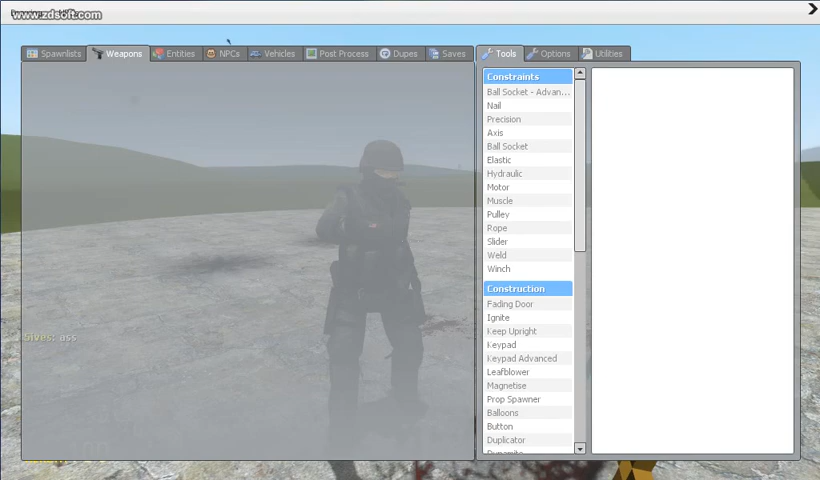 www.zdsoft.com
Spawnlists
Weapons
Entities
NPCs
Vehicles
Post Process
Dupes
Saves
Tools
Options
Utilities
Constraints
Ball Socket - Advan...
Nail
Precision
Axis
Ball Socket
Elastic
Hydraulic
Motor
Muscle
Pulley
Rope
Slider
Weld
Winch
Construction
Fading Door
Ignite
Keep Upright
Keypad
Keypad Advanced
Leafblower
Magnetise
Prop Spawner
Balloons
Button
Duplicator
Dynamite
Sives: ass